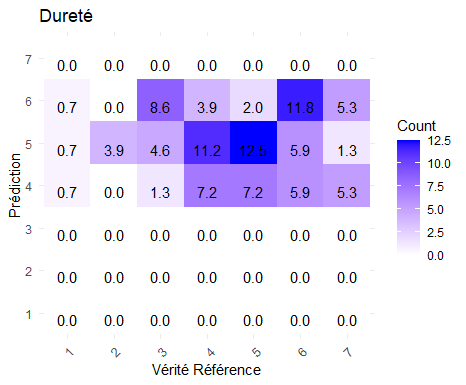 Dureté
7 0.0 0.0 0.0 0.0 0.0 0.0 0.0
6 0.7 0.0 8.6 3.9 2.0 11.8 5.3
5 0.7 3.9 4.6 11.2 12.5 5.9 1.3
4 0.7 0.0 1.3 7.2 7.2 5.9 5.3
3 0.0 0.0 0.0 0.0 0.0 0.0 0.0
2 0.0 0.0 0.0 0.0 0.0 0.0 0.0
1 0.0 0.0 0.0 0.0 0.0 0.0 0.0
1 2 3 4 5 6 7
Vérité Référence
Prédiction
Count
12.5
10.0
7.5
5.0
2.5
0.0